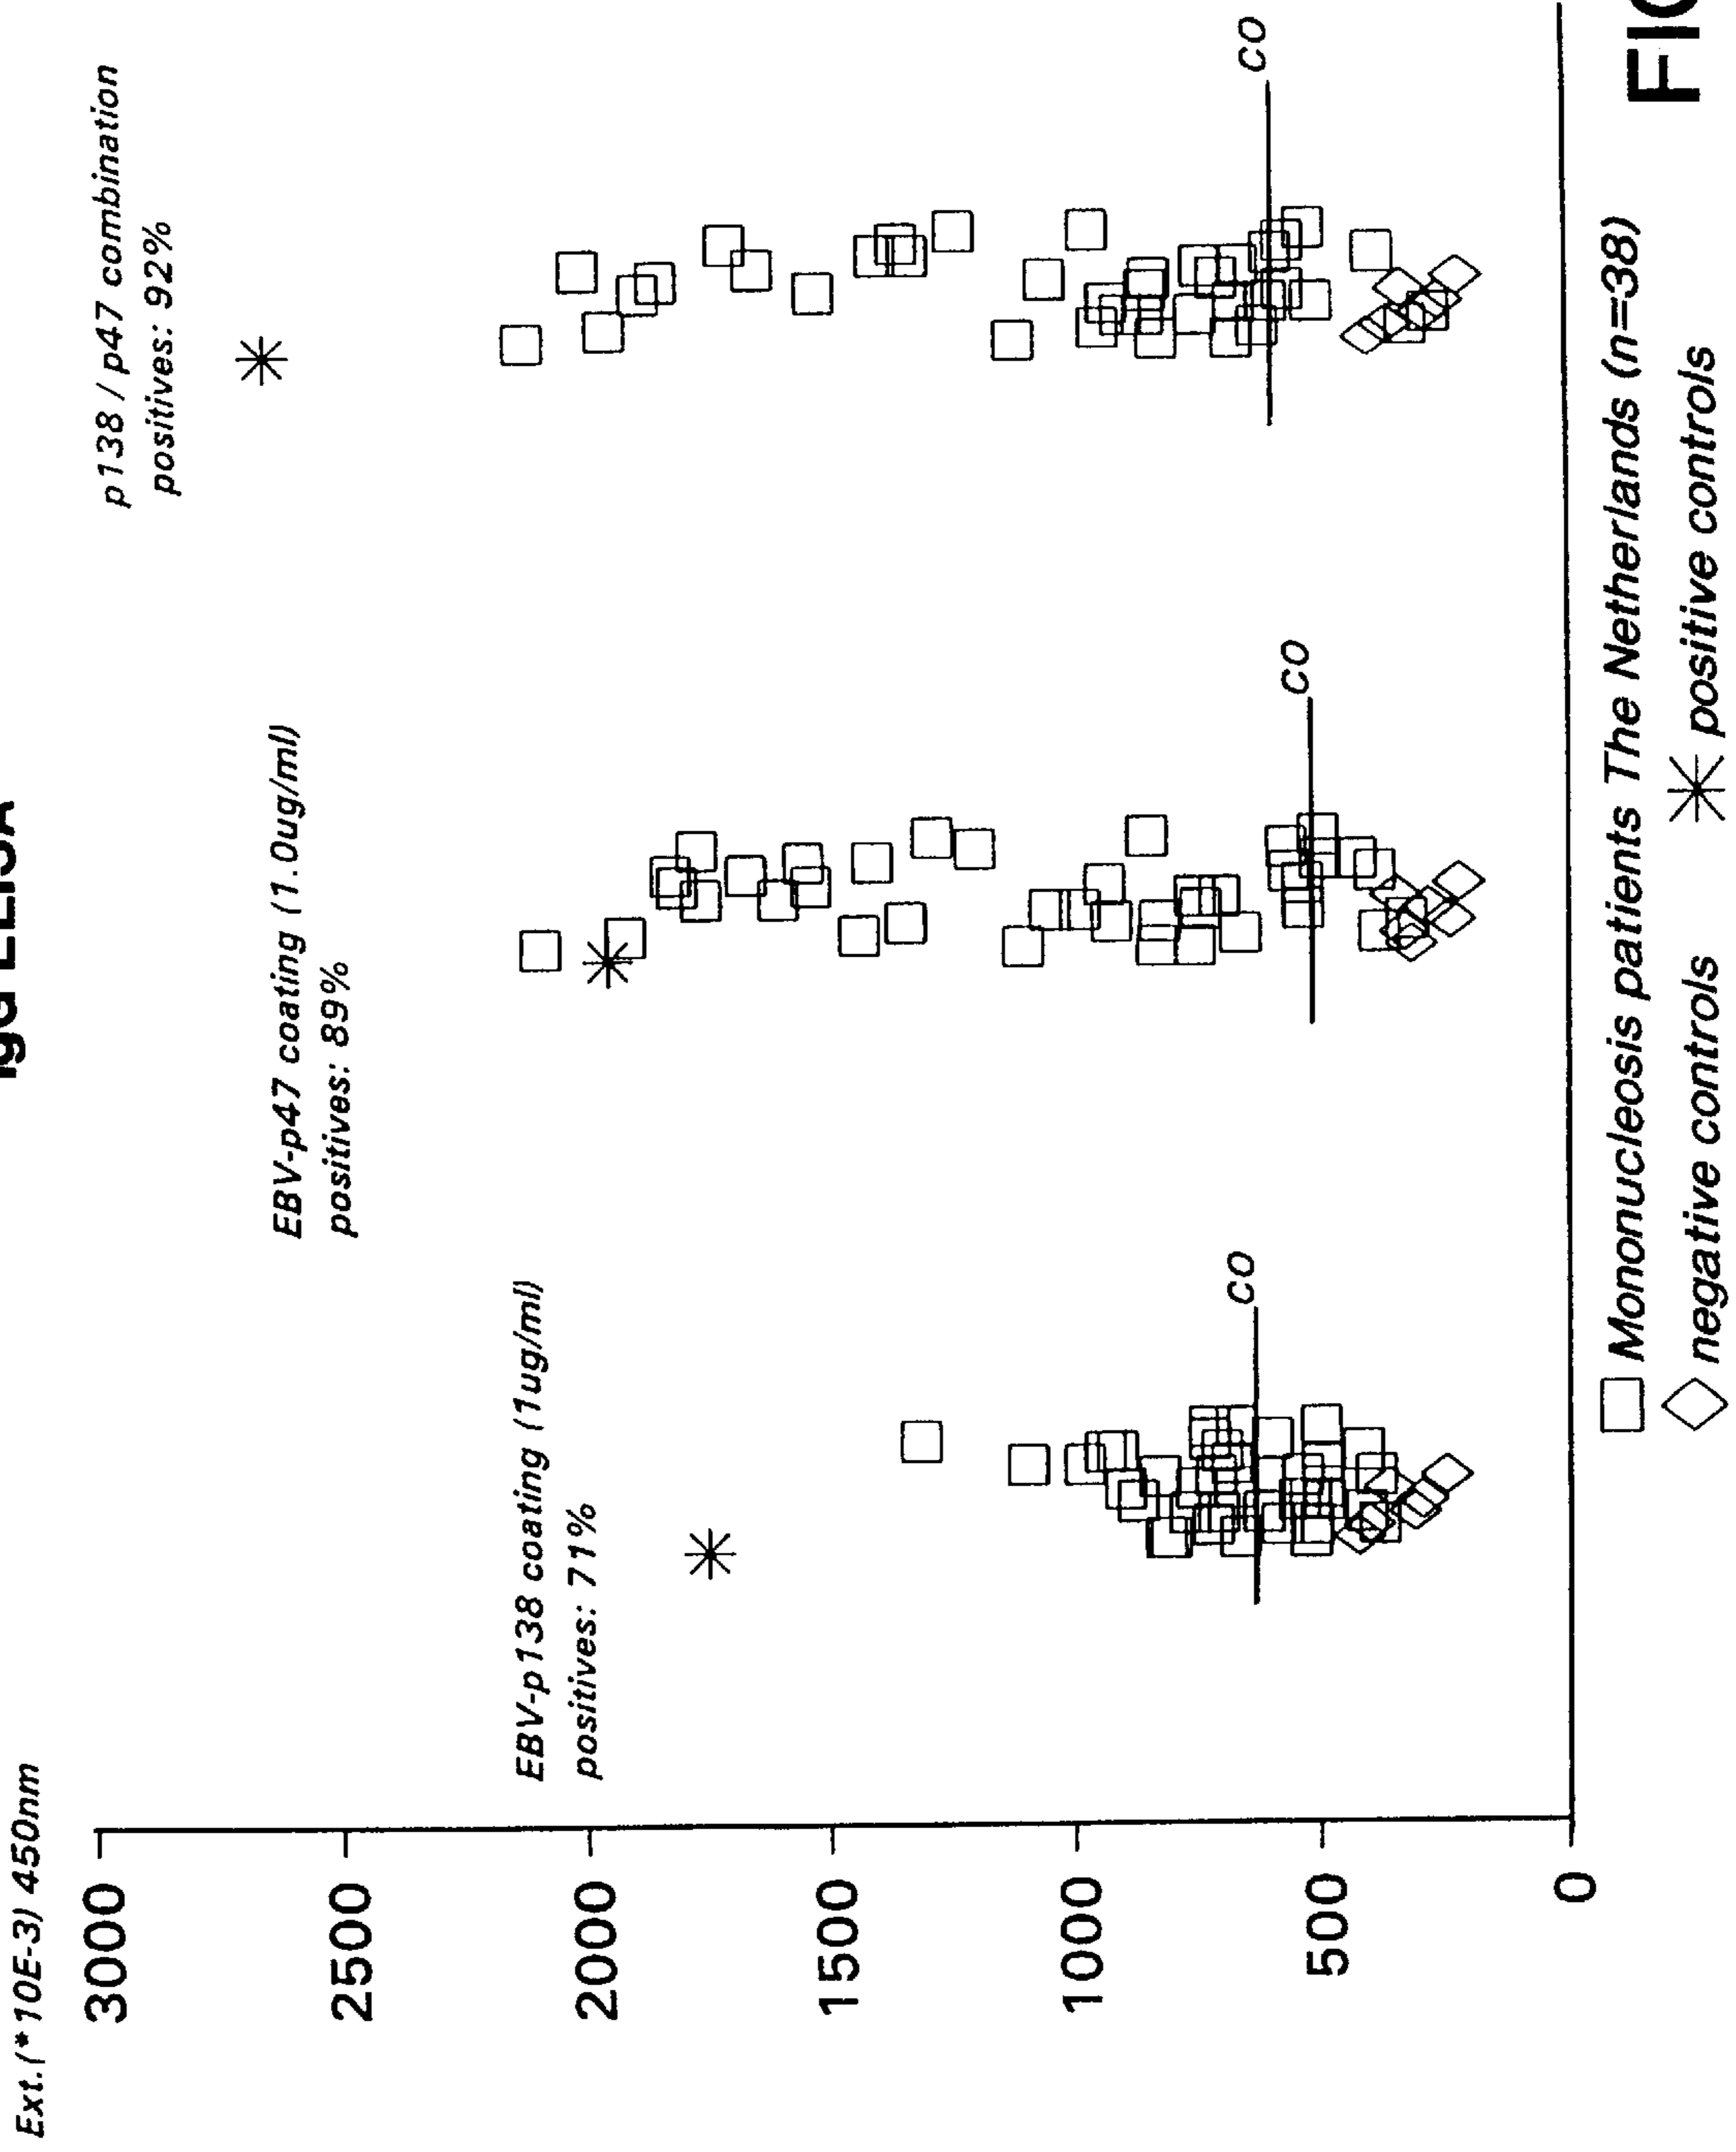 IgG ELISA
Ext.(*10E-3) 450nm
p138 / p47 combination
positives: 92%
EBV-p47 coating (1.0ug/ml)
positives: 89%
EBV-p138 coating (1ug/ml)
positives: 71%
3000
2500
2000
1500
1000
500
0
co
co
co
Mononucleosis patients The Netherlands (n=38)
negative controls
positive controls
FIG